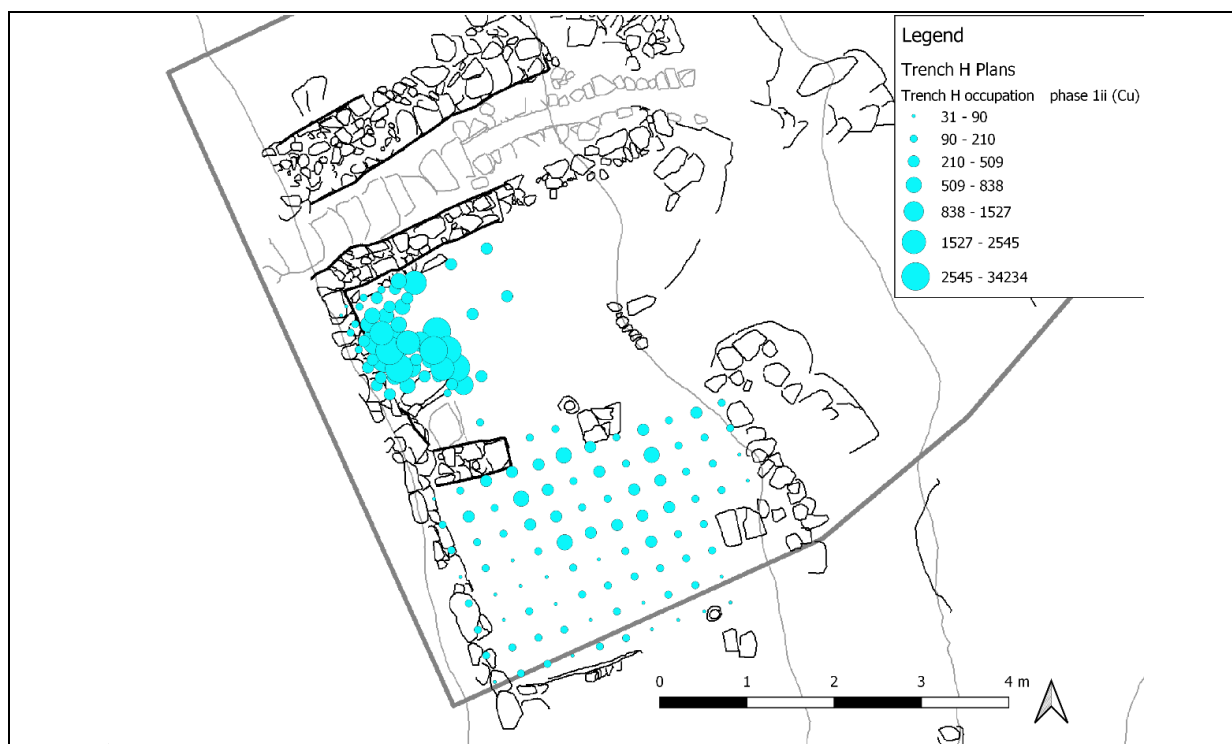 Legend
Trench H Plans
Trench H occupation phase 1ii (Cu)
31 - 90
90 - 210
210 - 509
509 - 838
838 - 1527
1527 - 2545
2545 - 34234
0 1 2 3 4 m